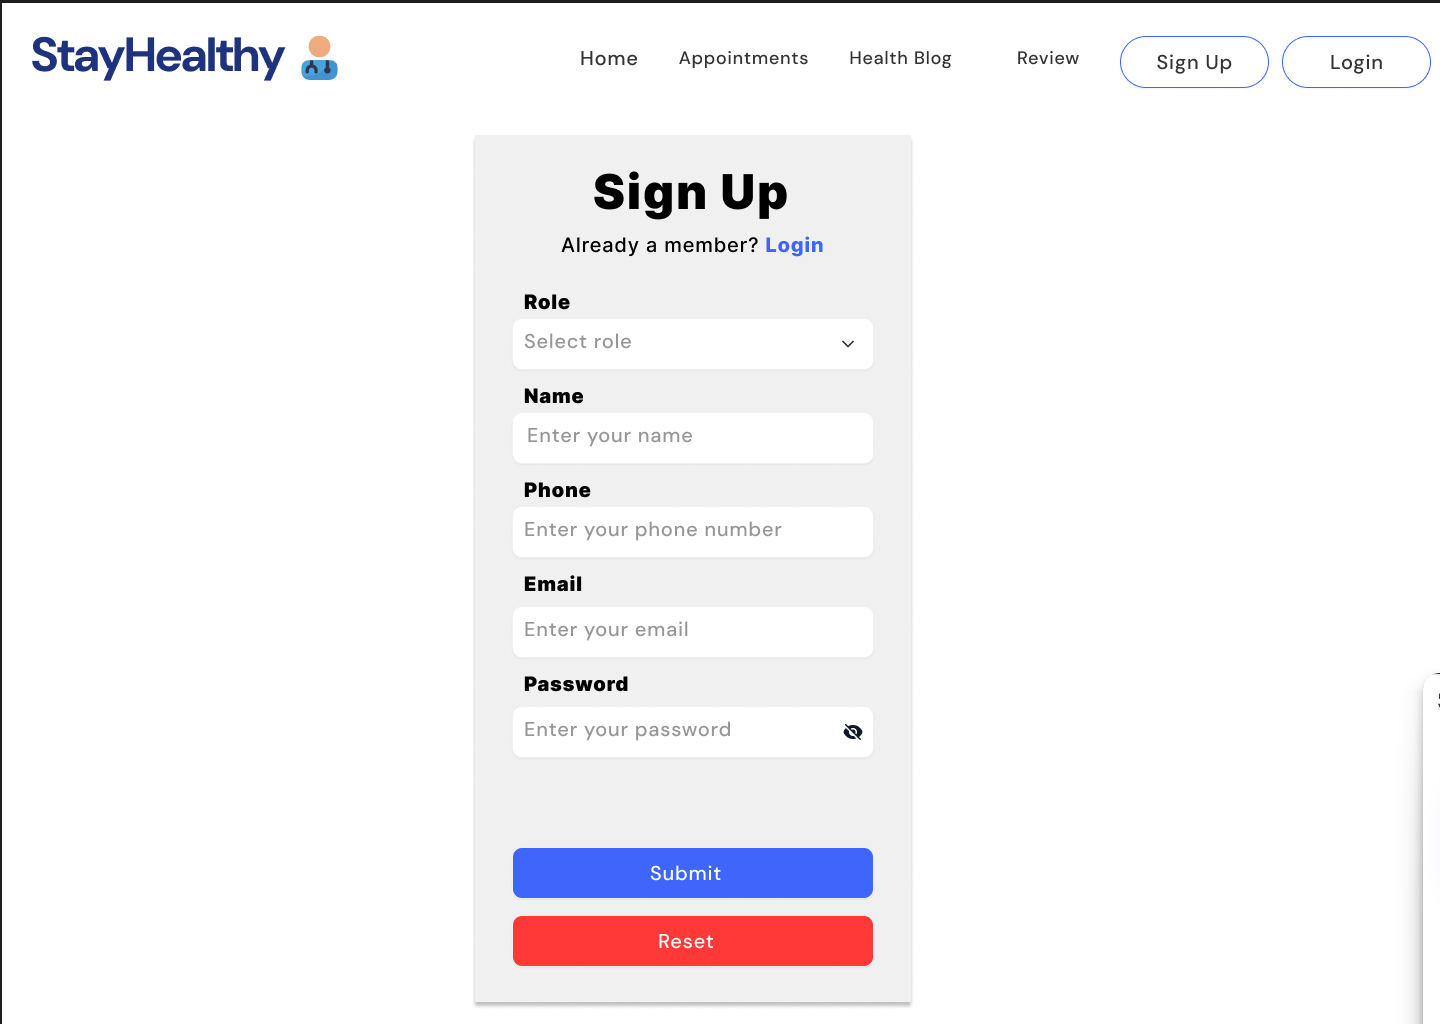 StayHealthy
Home Appointments Health Blog Review Sign Up Login
Sign Up
Already a member? Login
Role
Select role
Name
Enter your name
Phone
Enter your phone number
Email
Enter your email
Password
Enter your password
Submit
Reset